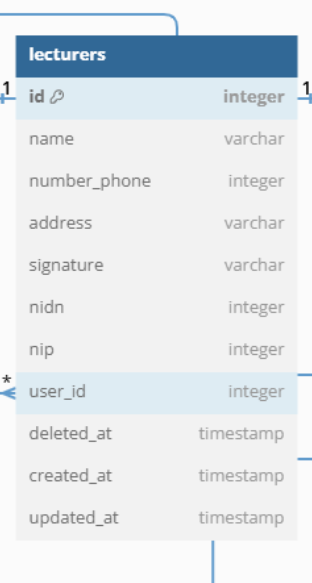 lecturers
1 id integer 1
name varchar
number_phone integer
address varchar
signature varchar
nidn integer
nip integer
* user_id integer
deleted_at timestamp
created_at timestamp
updated_at timestamp